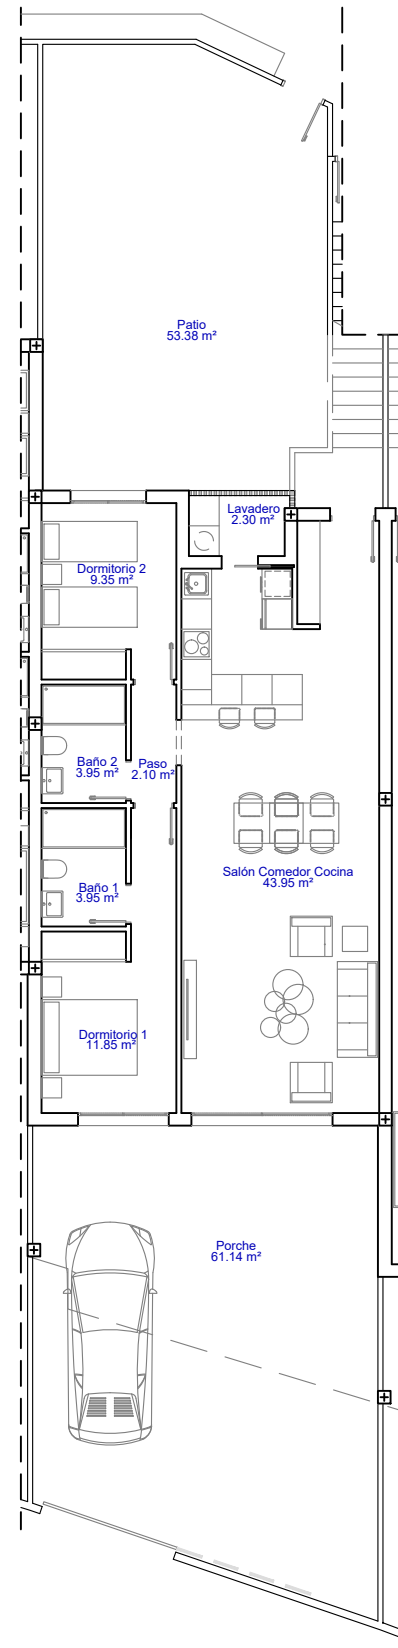 Patio
53.38 m²
Lavadero
2.30 m²
Dormitorio 2
9.35 m²
Baño 2
3.95 m²
Paso
2.10 m²
Salón Comedor Cocina
43.95 m²
Baño 1
3.95 m²
Dormitorio 1
11.85 m²
Porche
61.14 m²